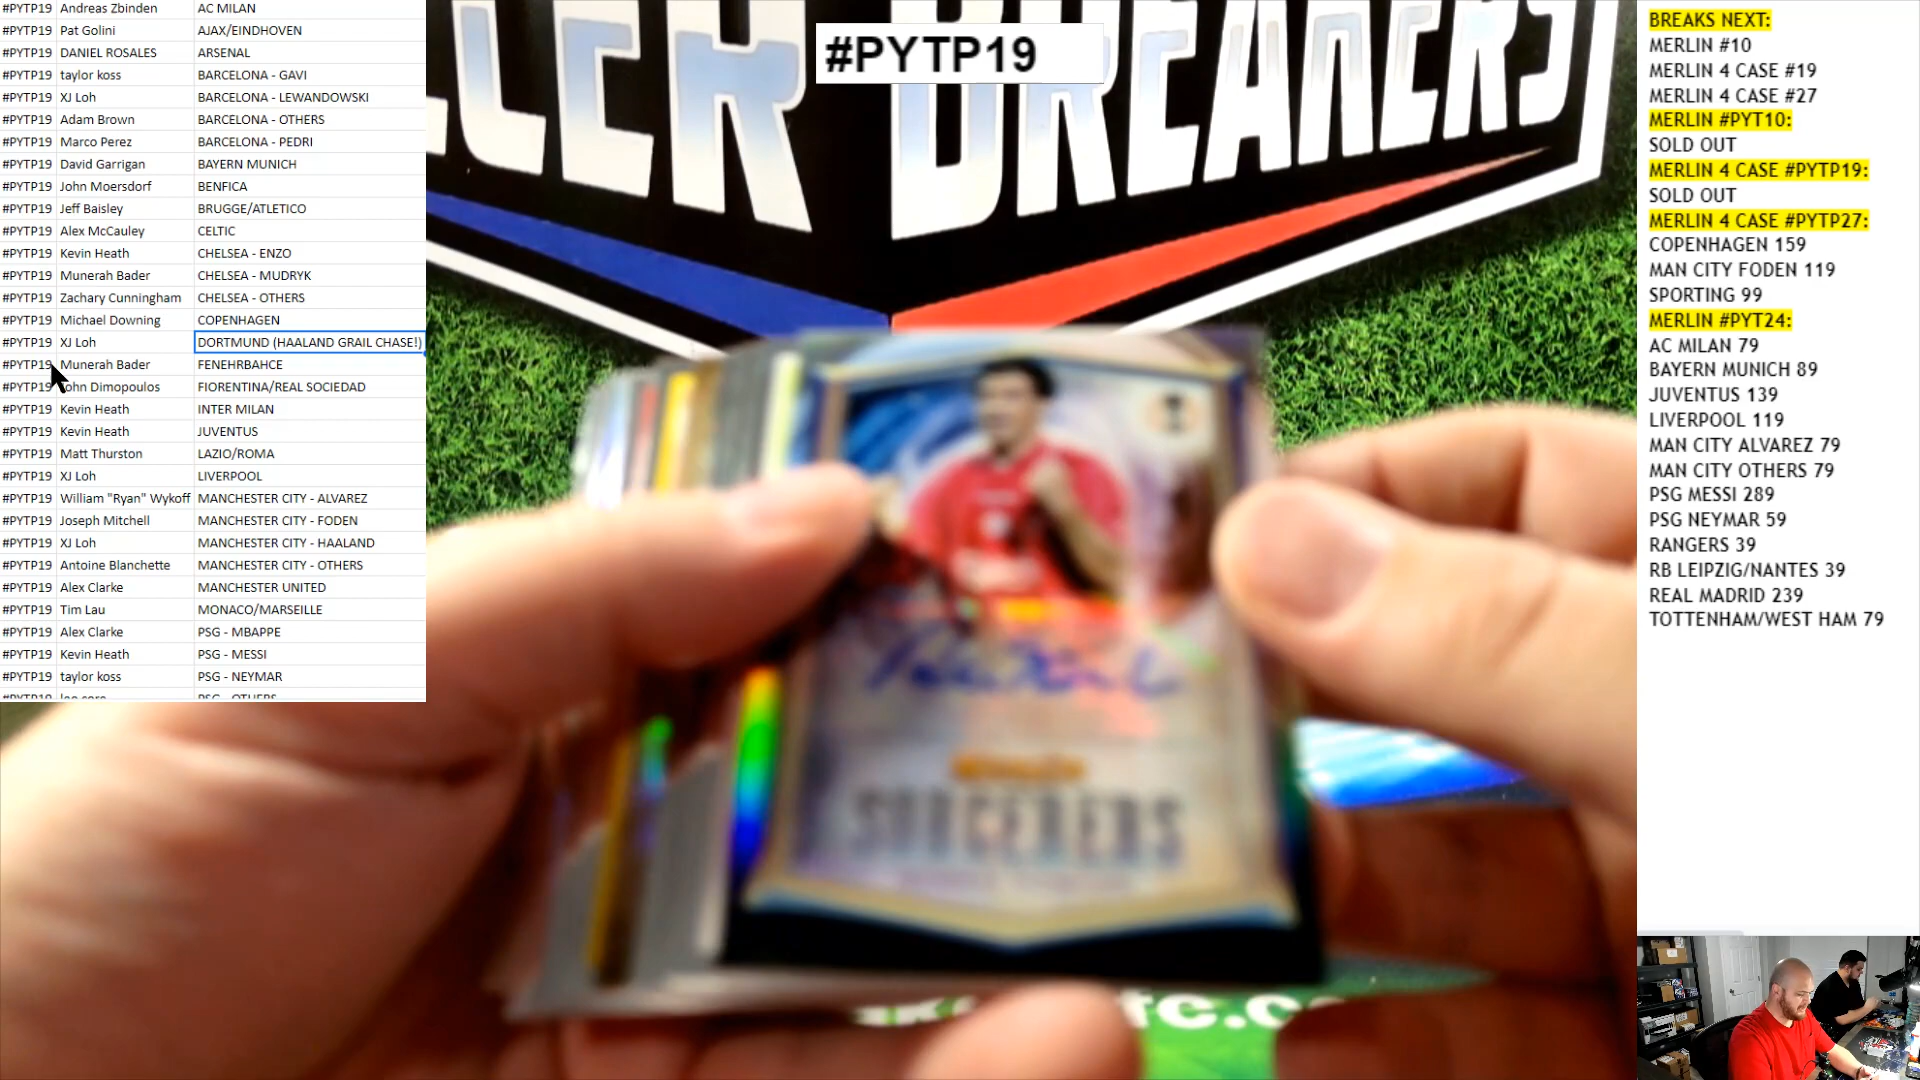 #PYTP19 Andreas Zbinden AC MILAN
#PYTP19 Pat Golini AJAX/EINDHOVEN
#PYTP19 DANIEL ROSALES ARSENAL
#PYTP19 taylor koss BARCELONA - GAVI
#PYTP19 XJ Loh BARCELONA - LEWANDOWSKI
#PYTP19 Adam Brown BARCELONA - OTHERS
#PYTP19 Marco Perez BARCELONA - PEDRI
#PYTP19 David Garrigan BAYERN MUNICH
#PYTP19 John Moersdorf BENFICA
#PYTP19 Jeff Baisley BRUGGE/ATLETICO
#PYTP19 Alex McCauley CELTIC
#PYTP19 Kevin Heath CHELSEA - ENZO
#PYTP19 Munerah Bader CHELSEA - MUDRYK
#PYTP19 Zachary Cunningham CHELSEA - OTHERS
#PYTP19 Michael Downing COPENHAGEN
#PYTP19 XJ Loh DORTMUND (HAALAND GRAIL CHASE!)
#PYTP19 Munerah Bader FENEHRBAHCE
#PYTP19 John Dimopoulos FIORENTINA/REAL SOCIEDAD
#PYTP19 Kevin Heath INTER MILAN
#PYTP19 Kevin Heath JUVENTUS
#PYTP19 Matt Thurston LAZIO/ROMA
#PYTP19 XJ Loh LIVERPOOL
#PYTP19 William "Ryan" Wykoff MANCHESTER CITY - ALVAREZ
#PYTP19 Joseph Mitchell MANCHESTER CITY - FODEN
#PYTP19 XJ Loh MANCHESTER CITY - HAALAND
#PYTP19 Antoine Blanchette MANCHESTER CITY - OTHERS
#PYTP19 Alex Clarke MANCHESTER UNITED
#PYTP19 Tim Lau MONACO/MARSEILLE
#PYTP19 Alex Clarke PSG - MBAPPE
#PYTP19 Kevin Heath PSG - MESSI
#PYTP19 taylor koss PSG - NEYMAR
#PYTP19
BREAKERS
SORCERERS
BREAKS NEXT:
MERLIN #10
MERLIN 4 CASE #19
MERLIN 4 CASE #27
MERLIN #PYT10:
SOLD OUT
MERLIN 4 CASE #PYTP19:
SOLD OUT
MERLIN 4 CASE #PYTP27:
COPENHAGEN 159
MAN CITY FODEN 119
SPORTING 99
MERLIN #PYT24:
AC MILAN 79
BAYERN MUNICH 89
JUVENTUS 139
LIVERPOOL 119
MAN CITY ALVAREZ 79
MAN CITY OTHERS 79
PSG MESSI 289
PSG NEYMAR 59
RANGERS 39
RB LEIPZIG/NANTES 39
REAL MADRID 239
TOTTENHAM/WEST HAM 79